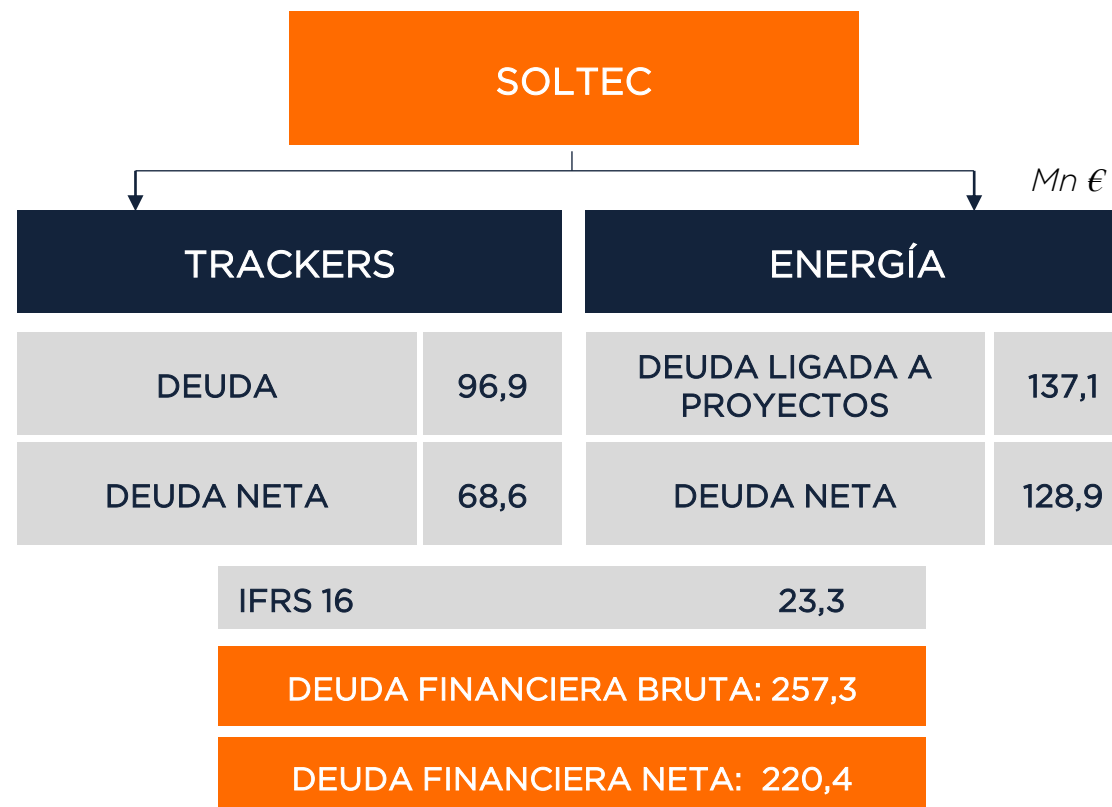 SOLTEC
Mn €
TRACKERS
ENERGÍA
DEUDA
96,9
DEUDA LIGADA A
PROYECTOS
137,1
DEUDA NETA
68,6
DEUDA NETA
128,9
IFRS 16
23,3
DEUDA FINANCIERA BRUTA: 257,3
DEUDA FINANCIERA NETA: 220,4